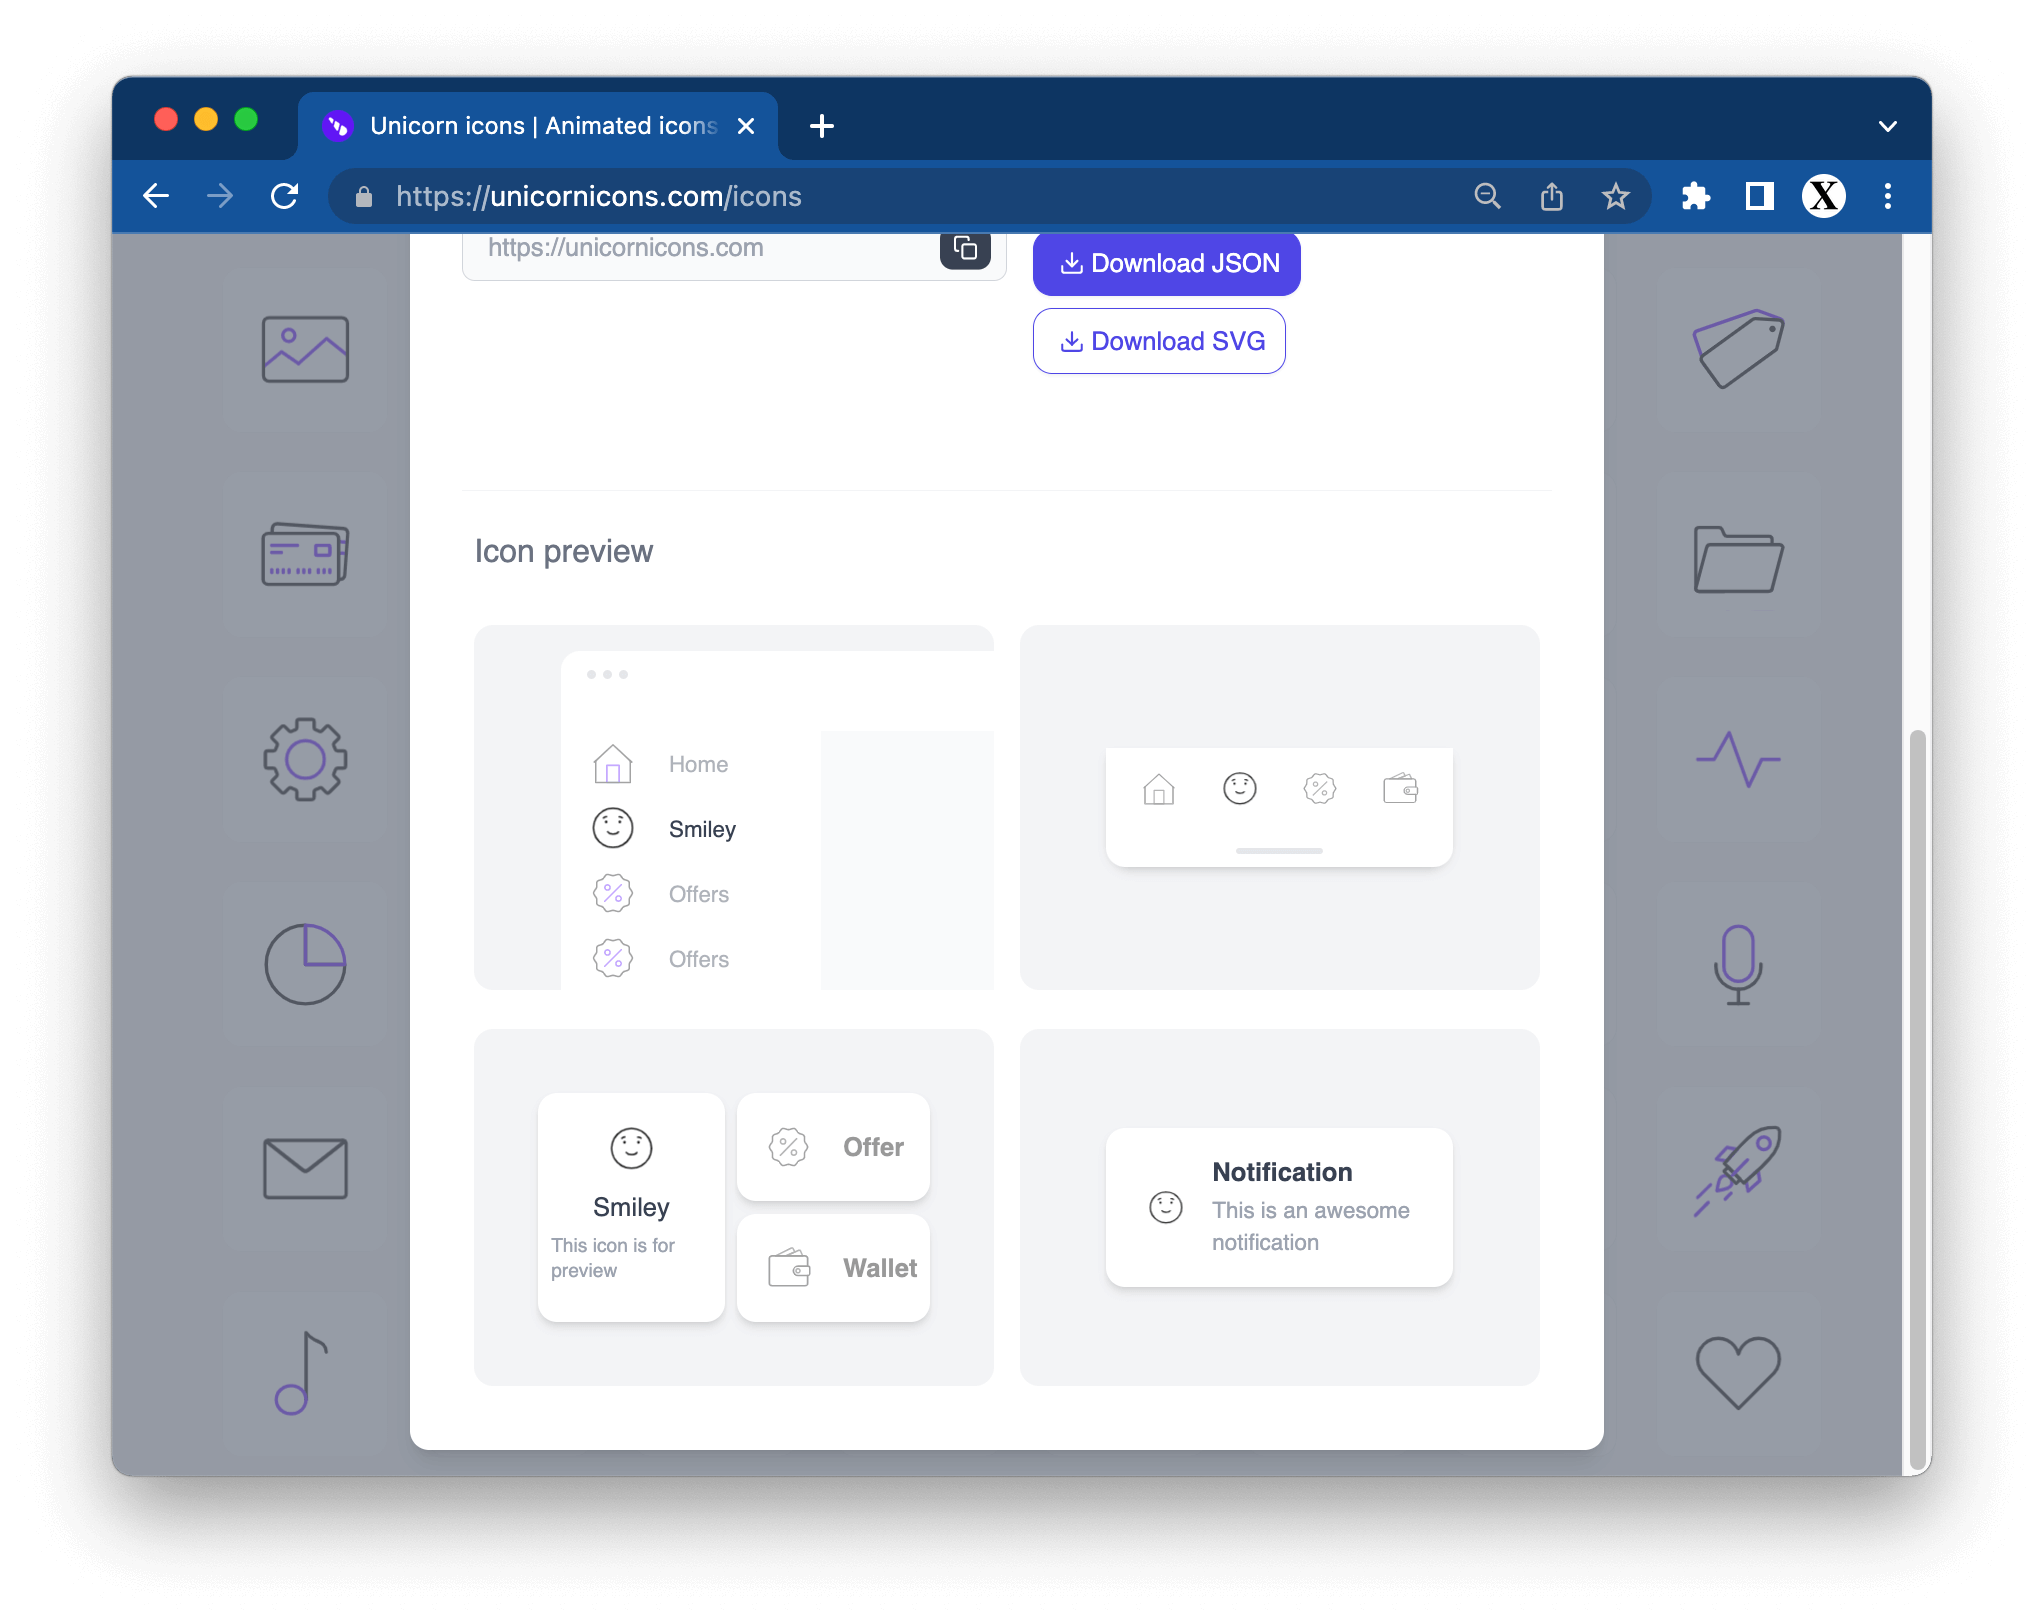 Unicorn icons | Animated icons
https://unicornicons.com/icons
X
https://unicornicons.com
Download JSON
Download SVG
Icon preview
Home
Smiley
Offers
Offers
Smiley
This icon is for
preview
Offer
Wallet
Notification
This is an awesome
notification